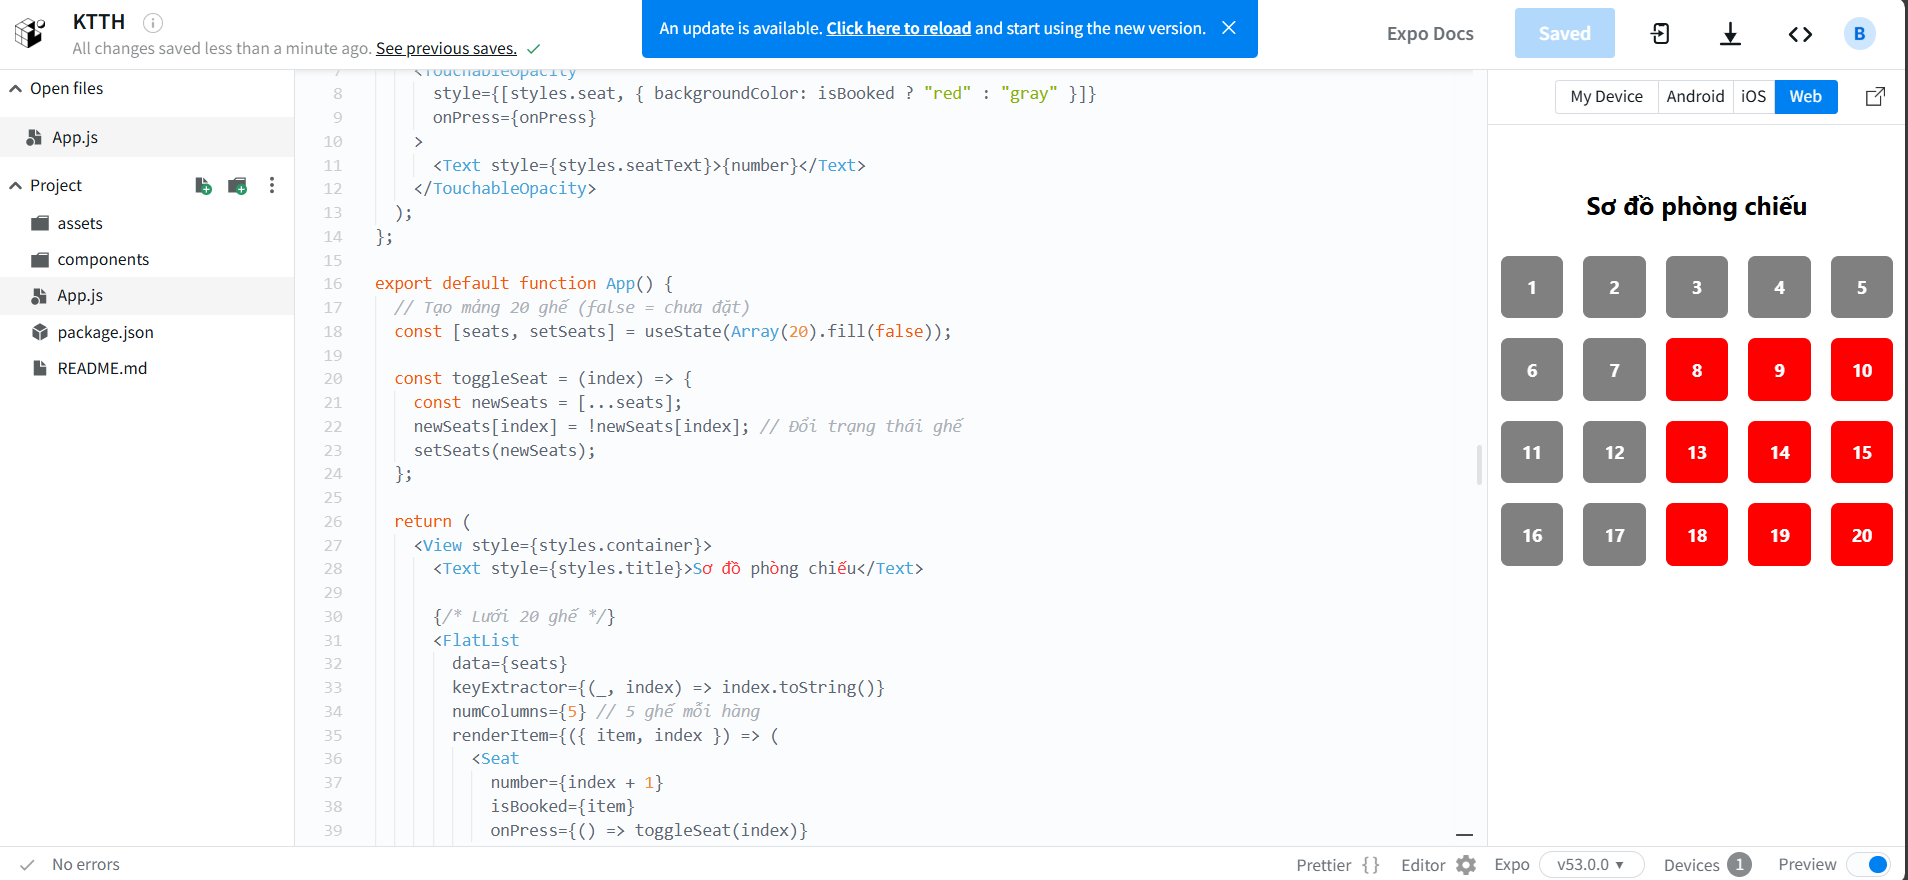 KTTH
All changes saved less than a minute ago. See previous saves.
An update is available. Click here to reload and start using the new version.
Expo Docs
Saved
B
Open files
App.js
Project
assets
components
App.js
package.json
README.md
7 <TouchableOpacity
8 style={[styles.seat, { backgroundColor: isBooked ? "red" : "gray" }]}
9 onPress={onPress}
10 >
11 <Text style={styles.seatText}>{number}</Text>
12 </TouchableOpacity>
13 );
14 };
15
16 export default function App() {
17 // Tạo mảng 20 ghế (false = chưa đặt)
18 const [seats, setSeats] = useState(Array(20).fill(false));
19
20 const toggleSeat = (index) => {
21 const newSeats = [...seats];
22 newSeats[index] = !newSeats[index]; // Đổi trạng thái ghế
23 setSeats(newSeats);
24 };
25
26 return (
27 <View style={styles.container}>
28 <Text style={styles.title}>Sơ đồ phòng chiếu</Text>
29
30 {/* Lưới 20 ghế */}
31 <FlatList
32 data={seats}
33 keyExtractor={(_, index) => index.toString()}
34 numColumns={5} // 5 ghế mỗi hàng
35 renderItem={({ item, index }) => (
36 <Seat
37 number={index + 1}
38 isBooked={item}
39 onPress={() => toggleSeat(index)}
My Device Android iOS Web
Sơ đồ phòng chiếu
1 2 3 4 5
6 7 8 9 10
11 12 13 14 15
16 17 18 19 20
No errors
Prettier {} Editor Expo v53.0.0 Devices 1 Preview